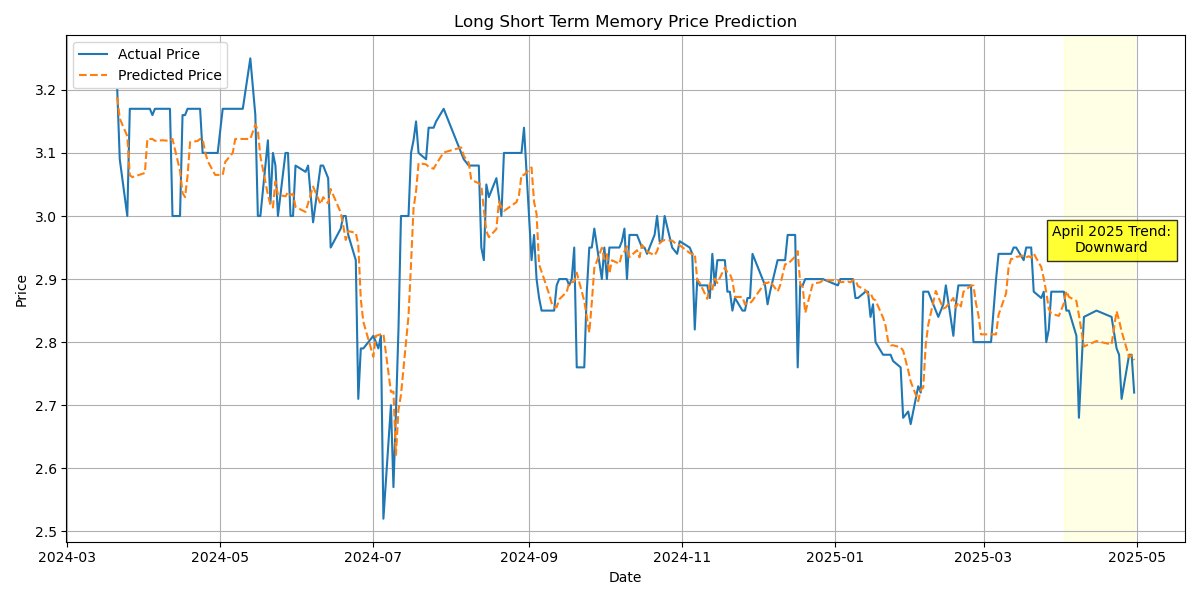 Long Short Term Memory Price Prediction
Actual Price
Predicted Price
April 2025 Trend:
Downward
Price
3.2
3.1
3.0
2.9
2.8
2.7
2.6
2.5
2024-03
2024-05
2024-07
2024-09
2024-11
2025-01
2025-03
2025-05
Date